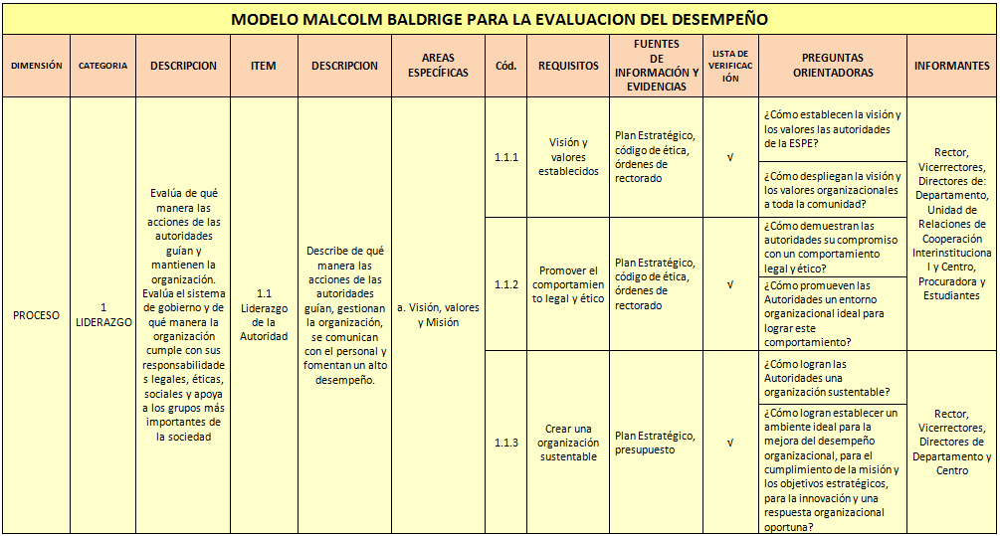 MODELO MALCOLM BALDRIGE PARA LA EVALUACION DEL DESEMPEÑO
DIMENSIÓN
CATEGORIA
DESCRIPCION
ITEM
DESCRIPCION
AREAS
ESPECÍFICAS
Cód.
REQUISITOS
FUENTES
DE
INFORMACIÓN Y
EVIDENCIAS
LISTA DE
VERIFICAC
IÓN
PREGUNTAS
ORIENTADORAS
INFORMANTES
PROCESO
1
LIDERAZGO
Evalúa de qué
manera las
acciones de las
autoridades
guían y
mantienen la
organización.
Evalúa el sistema
de gobierno y de
qué manera la
organización
cumple con sus
responsabilidade
s legales, éticas,
sociales y apoya
a los grupos más
importantes de
la sociedad
1.1
Liderazgo
de la
Autoridad
Describe de qué
manera las
acciones de las
autoridades
guían, gestionan
la organización,
se comunican
con el personal y
fomentan un alto
desempeño.
a. Visión, valores
y Misión
1.1.1
Visión y
valores
establecidos
Plan Estratégico,
código de ética,
órdenes de
rectorado
√
¿Cómo establecen la visión y
los valores las autoridades
de la ESPE?
¿Cómo despliegan la visión y
los valores organizacionales
a toda la comunidad?
Rector,
Vicerrectores,
Directores de:
Departamento,
Unidad de
Relaciones de
Cooperación
Interinstituciona
l y Centro,
Procuradora y
Estudiantes
1.1.2
Promover el
comportamien
to legal y ético
Plan Estratégico,
código de ética,
órdenes de
rectorado
√
¿Cómo demuestran las
autoridades su compromiso
con un comportamiento
legal y ético?
¿Cómo promueven las
Autoridades un entorno
organizacional ideal para
lograr este
comportamiento?
1.1.3
Crear una
organización
sustentable
Plan Estratégico,
presupuesto
√
¿Cómo logran las
Autoridades una
organización sustentable?
¿Cómo logran establecer un
ambiente ideal para la
mejora del desempeño
organizacional, para el
cumplimiento de la misión y
los objetivos estratégicos,
para la innovación y una
respuesta organizacional
oportuna?
Rector,
Vicerrectores,
Directores de
Departamento y
Centro